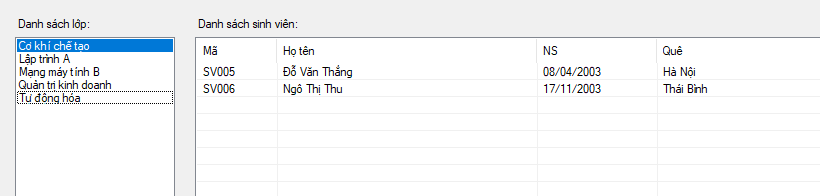 Danh sách lớp:
Danh sách sinh viên:
Cơ khí chế tạo
Lập trình A
Mạng máy tính B
Quản trị kinh doanh
Tự động hóa
Mã Họ tên NS Quê
SV005 Đỗ Văn Thắng 08/04/2003 Hà Nội
SV006 Ngô Thị Thu 17/11/2003 Thái Bình